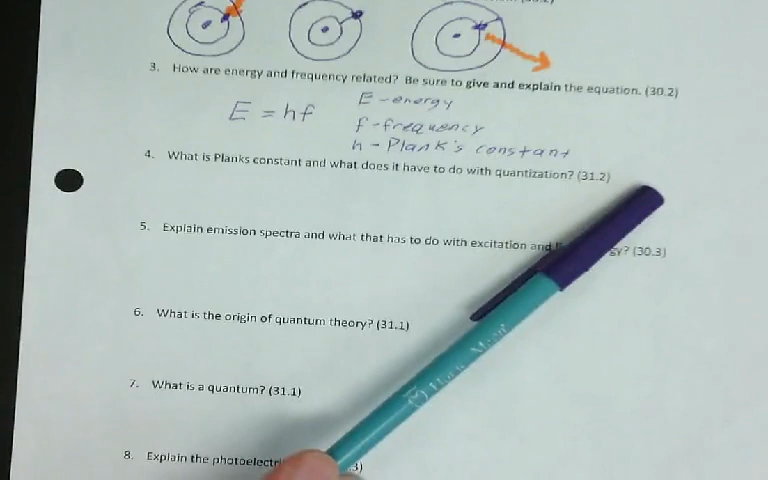 3. How are energy and frequency related? Be sure to give and explain the equation. (30.2)
E = hf
E - energy
f - frequency
h - Plank's constant
4. What is Planks constant and what does it have to do with quantization? (31.2)
5. Explain emission spectra and what that has to do with excitation and (30.3)
6. What is the origin of quantum theory? (31.1)
7. What is a quantum? (31.1)
8. Explain the